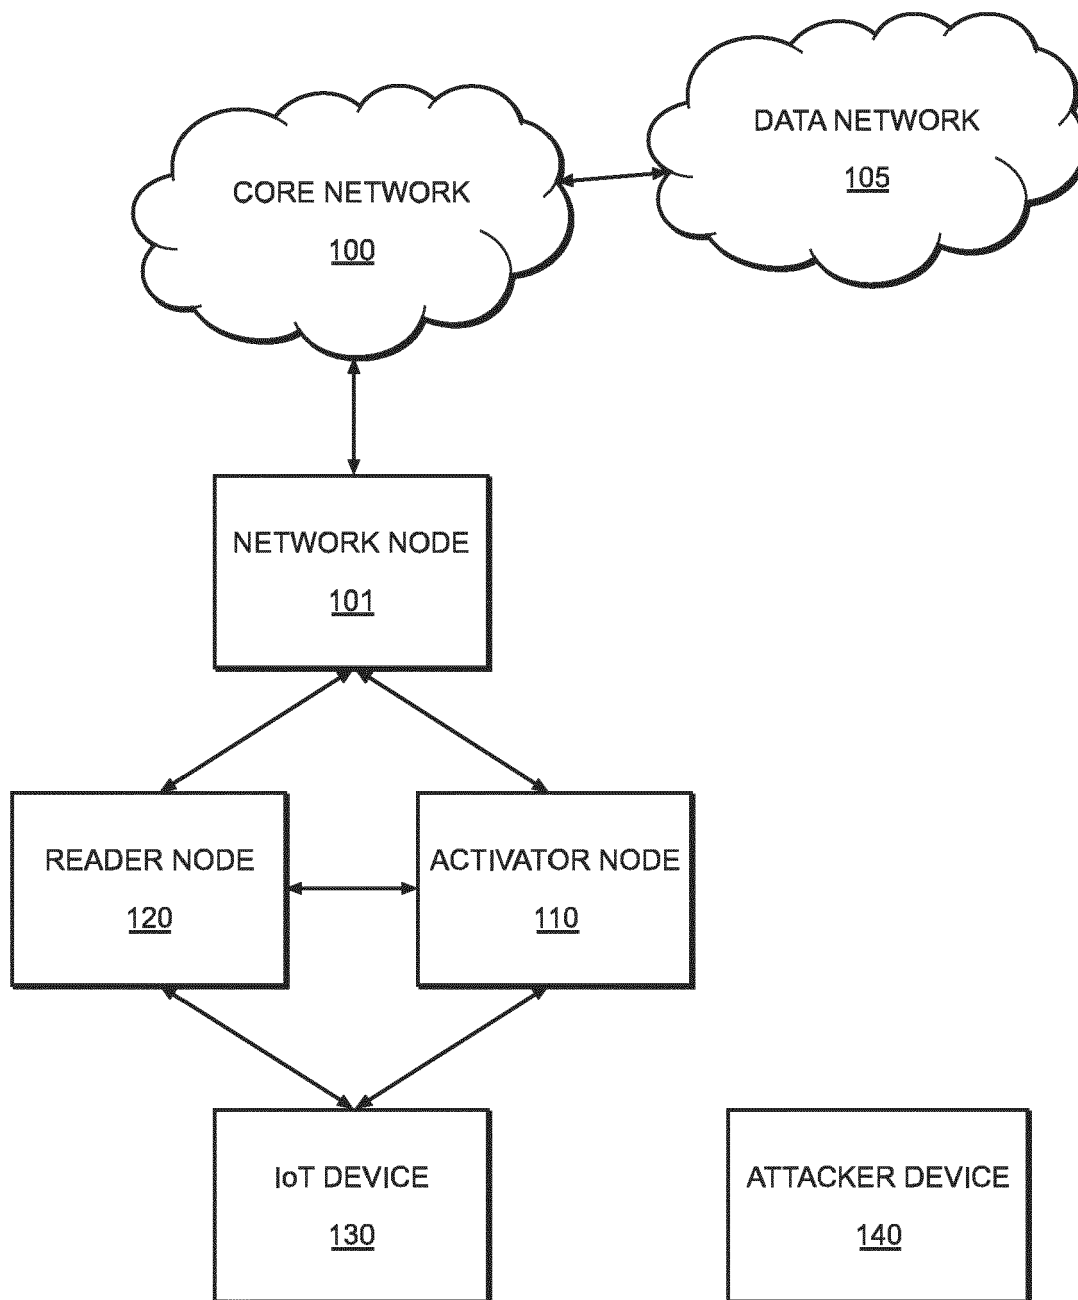 DATA NETWORK
105
CORE NETWORK
100
NETWORK NODE
101
READER NODE
120
ACTIVATOR NODE
110
IoT DEVICE
130
ATTACKER DEVICE
140